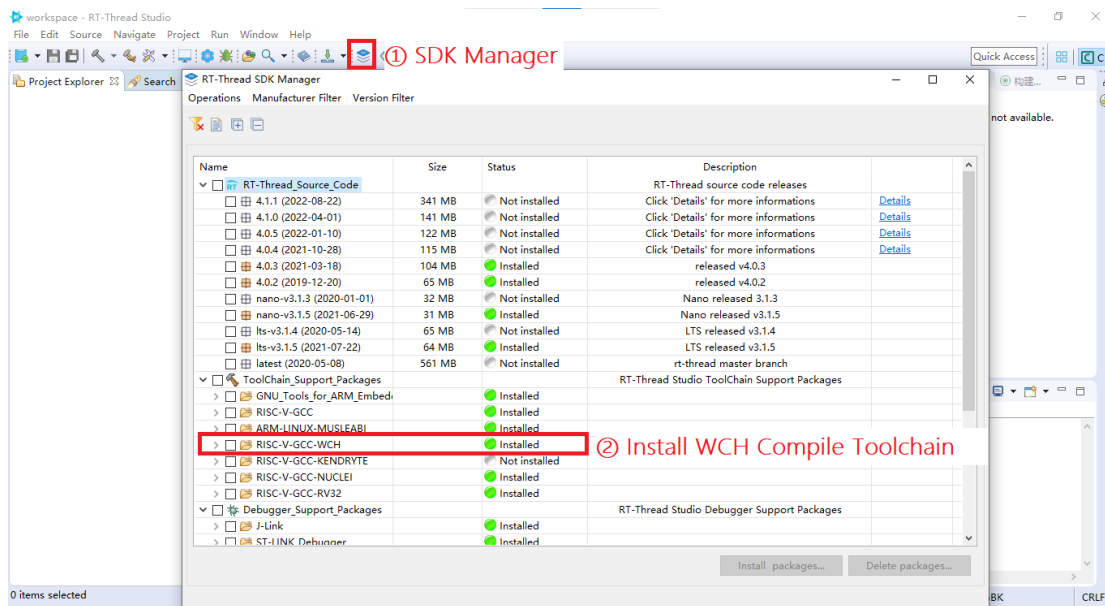 workspace - RT-Thread Studio
File Edit Source Navigate Project Run Window Help
① SDK Manager
Quick Access
C
Project Explorer Search
RT-Thread SDK Manager
构建...
Operations Manufacturer Filter Version Filter
not available.
Name Size Status Description
RT-Thread_Source_Code RT-Thread source code releases
4.1.1 (2022-08-22) 341 MB Not installed Click 'Details' for more informations Details
4.1.0 (2022-04-01) 141 MB Not installed Click 'Details' for more informations Details
4.0.5 (2022-01-10) 122 MB Not installed Click 'Details' for more informations Details
4.0.4 (2021-10-28) 115 MB Not installed Click 'Details' for more informations Details
4.0.3 (2021-03-18) 104 MB Installed released v4.0.3
4.0.2 (2019-12-20) 65 MB Installed released v4.0.2
nano-v3.1.3 (2020-01-01) 32 MB Not installed Nano released 3.1.3
nano-v3.1.5 (2021-06-29) 31 MB Installed Nano released v3.1.5
lts-v3.1.4 (2020-05-14) 65 MB Not installed LTS released v3.1.4
lts-v3.1.5 (2021-07-22) 64 MB Installed LTS released v3.1.5
latest (2020-05-08) 561 MB Not installed rt-thread master branch
ToolChain_Support_Packages RT-Thread Studio ToolChain Support Packages
GNU_Tools_for_ARM_Embed Installed
RISC-V-GCC Installed
ARM-LINUX-MUSLEABI Installed
RISC-V-GCC-WCH Installed
② Install WCH Compile Toolchain
RISC-V-GCC-KENDRYTE Not installed
RISC-V-GCC-NUCLEI Installed
RISC-V-GCC-RV32 Installed
Debugger_Support_Packages RT-Thread Studio Debugger Support Packages
J-Link Installed
ST-LINK_Debugger Installed
Install packages... Delete packages...
0 items selected
BK CRLF